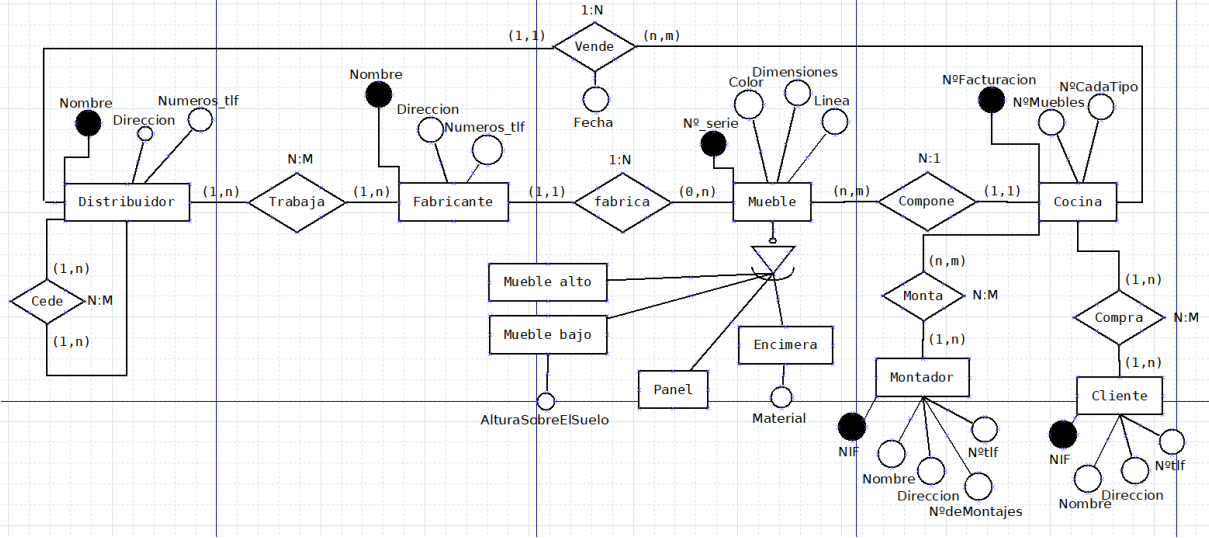 1:N
(1,1)
Vende
(n,m)
Fecha
Nombre
Direccion
Numeros_tlf
Nombre
Direccion
Numeros_tlf
Nº_serie
Color
Dimensiones
Linea
NºFacturacion
NºMuebles
NºCadaTipo
Distribuidor
(1,n)
N:M
Trabaja
(1,n)
Fabricante
(1,1)
1:N
fabrica
(0,n)
Mueble
(n,m)
N:1
Compone
(1,1)
Cocina
(1,n)
Cede
N:M
(1,n)
Mueble alto
Mueble bajo
AlturaSobreElSuelo
Panel
Encimera
Material
(n,m)
Monta
N:M
(1,n)
Montador
NIF
Nombre
Direccion
NºdeMontajes
Nºtlf
(1,n)
Compra
N:M
(1,n)
Cliente
NIF
Nombre
Direccion
Nºtlf